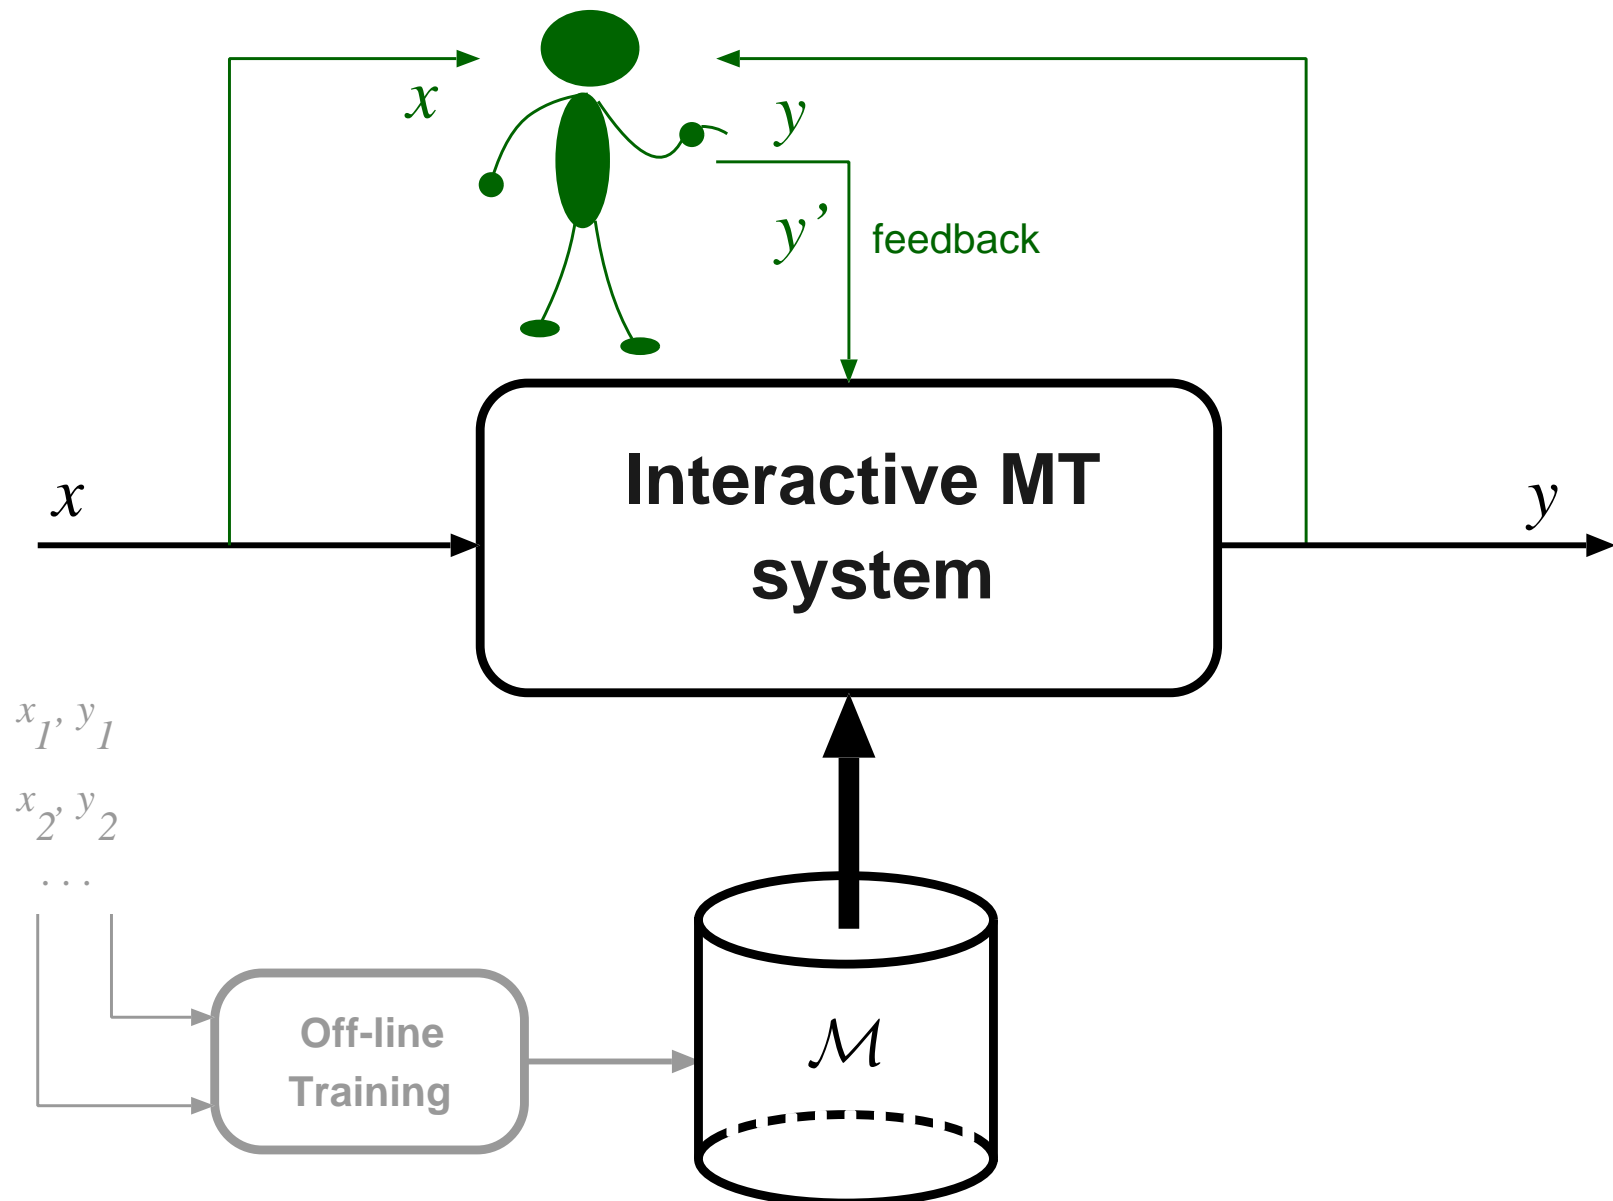 x
y
y’
feedback
x
Interactive MT
system
y
x1, y1
x2, y2
. . .
Off-line
Training
M